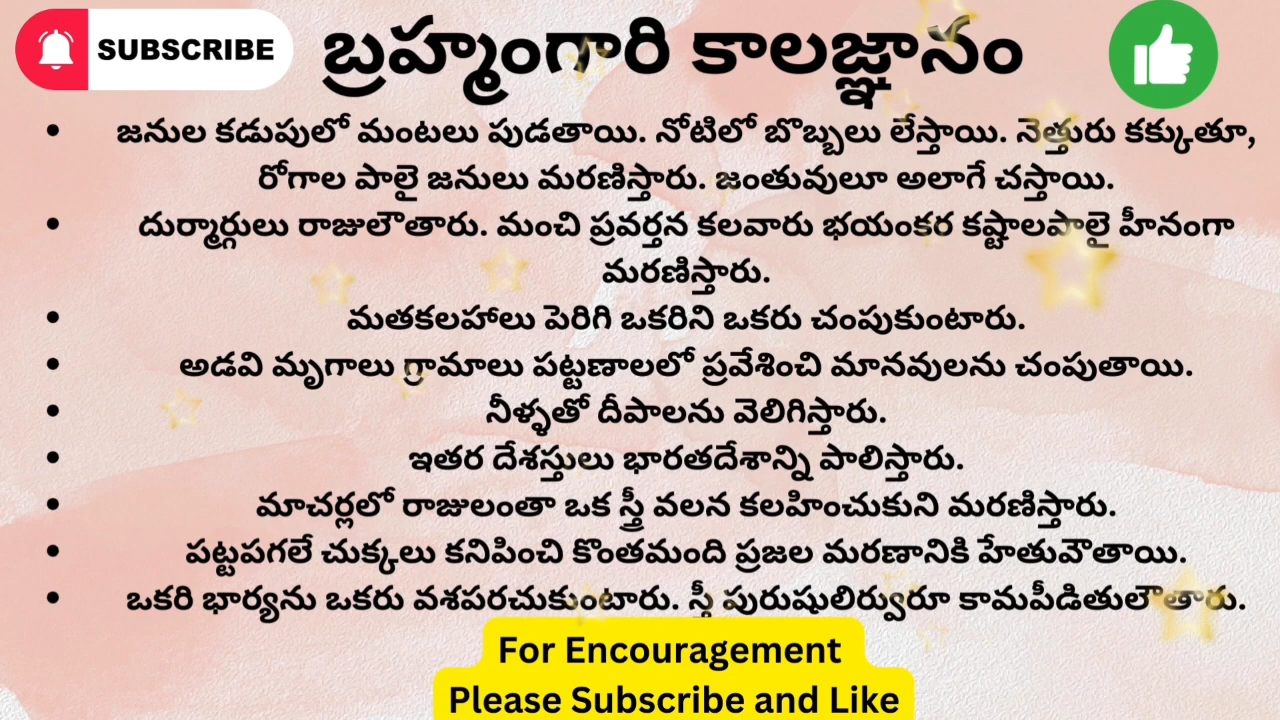 SUBSCRIBE
బ్రహ్మంగారి కాలజ్ఞానం
• జనుల కడుపులో మంటలు పుడతాయి. నోటిలో బొబ్బలు లేస్తాయి. నెత్తురు కక్కుతూ,
రోగాల పాలై జనులు మరణిస్తారు. జంతువులూ అలాగే చస్తాయి.
• దుర్మార్గులు రాజులౌతారు. మంచి ప్రవర్తన కలవారు భయంకర కష్టాలపాలై హీనంగా
మరణిస్తారు.
• మతకలహాలు పెరిగి ఒకరిని ఒకరు చంపుకుంటారు.
• అడవి మృగాలు గ్రామాలు పట్టణాలలో ప్రవేశించి మానవులను చంపుతాయి.
• నీళ్ళతో దీపాలను వెలిగిస్తారు.
• ఇతర దేశస్తులు భారతదేశాన్ని పాలిస్తారు.
• మాచర్లలో రాజులంతా ఒక స్త్రీ వలన కలహించుకుని మరణిస్తారు.
• పట్టపగలే చుక్కలు కనిపించి కొంతమంది ప్రజల మరణానికి హేతువౌతాయి.
• ఒకరి భార్యను ఒకరు వశపరచుకుంటారు. స్త్రీ పురుషులిర్వురూ కామపీడితులౌతారు.
For Encouragement
Please Subscribe and Like